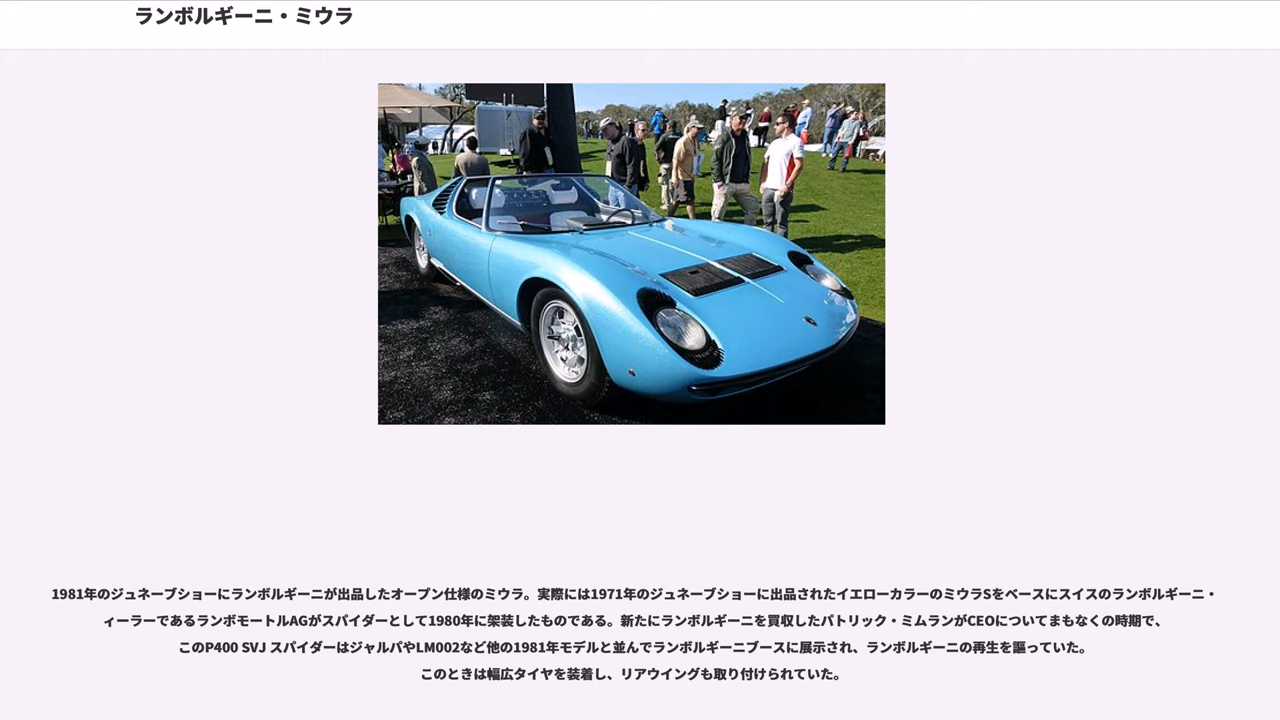 ランボルギーニ・ミウラ
1981年のジュネーブショーにランボルギーニが出品したオープン仕様のミウラ。実際には1971年のジュネーブショーに出品されたイエローカラーのミウラSをベースにスイスのランボルギーニ・
ィーラーであるランボモートルAGがスパイダーとして1980年に架装したものである。新たにランボルギーニを買収したパトリック・ミムランがCEOについてまもなくの時期で、
このP400 SVJ スパイダーはジャルパやLM002など他の1981年モデルと並んでランボルギーニブースに展示され、ランボルギーニの再生を謳っていた。
このときは幅広タイヤを装着し、リアウイングも取り付けられていた。